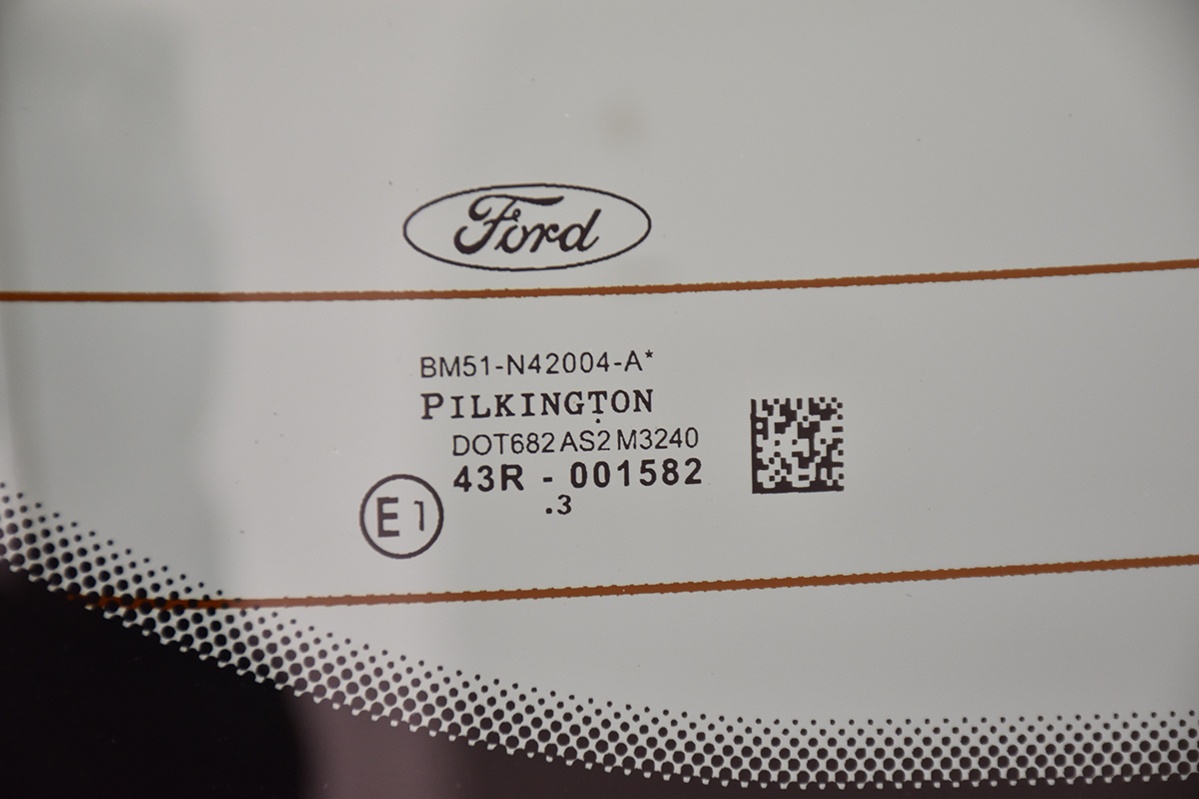 Ford
BM51-N42004-A*
PILKINGTON
DOT682 AS2 M3240
43R - 001582
.3
E1